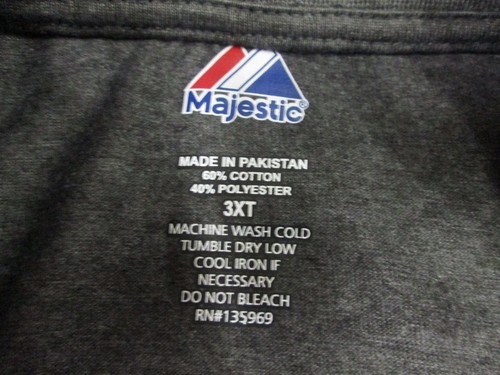 Majestic®
MADE IN PAKISTAN
60% COTTON
40% POLYESTER
3XT
MACHINE WASH COLD
TUMBLE DRY LOW
COOL IRON IF
NECESSARY
DO NOT BLEACH
RN#135969